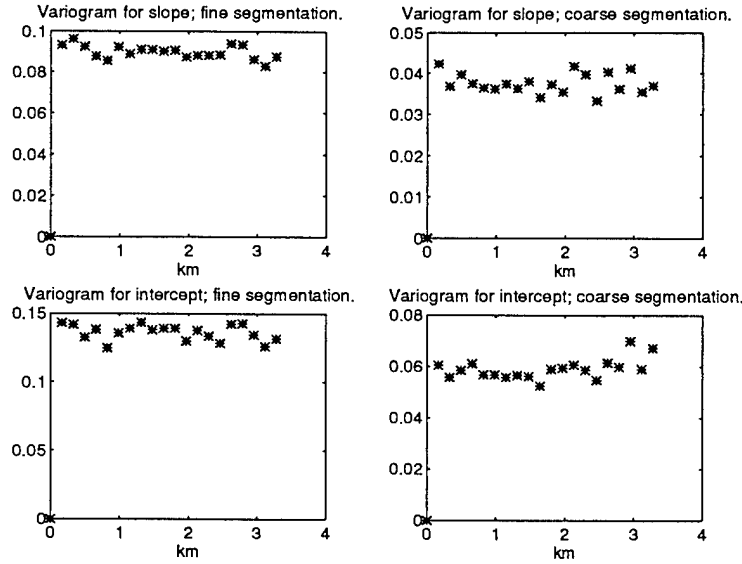 Variogram for slope; fine segmentation.
0.1
0.08
0.06
0.04
0.02
0
0 1 2 3 4
km
Variogram for slope; coarse segmentation.
0.05
0.04
0.03
0.02
0.01
0
0 1 2 3 4
km
Variogram for intercept; fine segmentation.
0.15
0.1
0.05
0
0 1 2 3 4
km
Variogram for intercept; coarse segmentation.
0.08
0.06
0.04
0.02
0
0 1 2 3 4
km